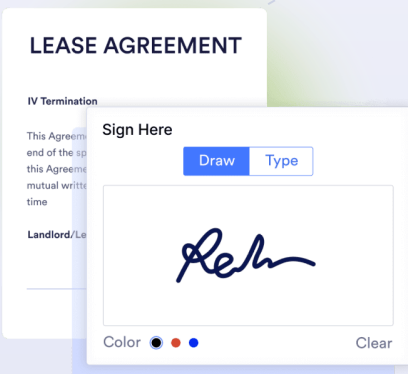 LEASE AGREEMENT
IV Termination
This Agreem
end of the sp
this Agreeme
mutual writte
time
Landlord/Le
Sign Here
Draw Type
Color
Clear